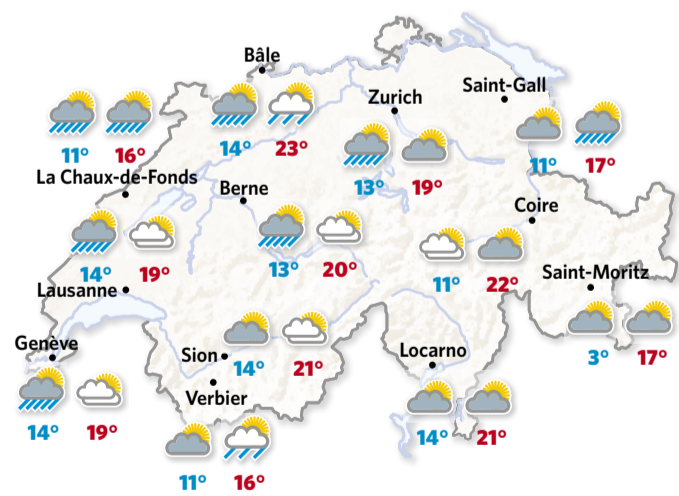 Bâle
Zurich
Saint-Gall
14° 23°
11° 16°
13° 19°
11° 17°
La Chaux-de-Fonds
Berne
Coire
14° 19°
13° 20°
11° 22°
Saint-Moritz
Lausanne
3° 17°
Genève
Sion
14° 21°
Locarno
Verbier
14° 19°
14° 21°
11° 16°